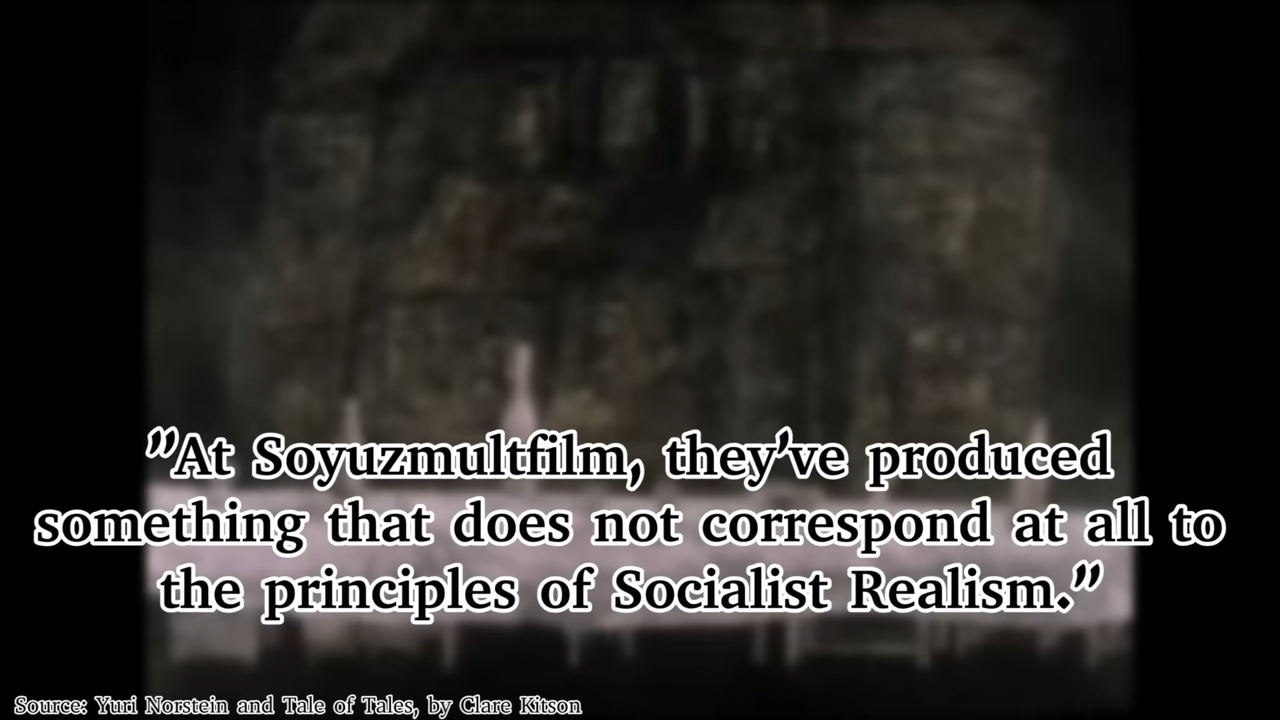 "At Soyuzmultfilm, they've produced
something that does not correspond at all to
the principles of Socialist Realism."
Source: Yuri Norstein and Tale of Tales, by Clare Kitson